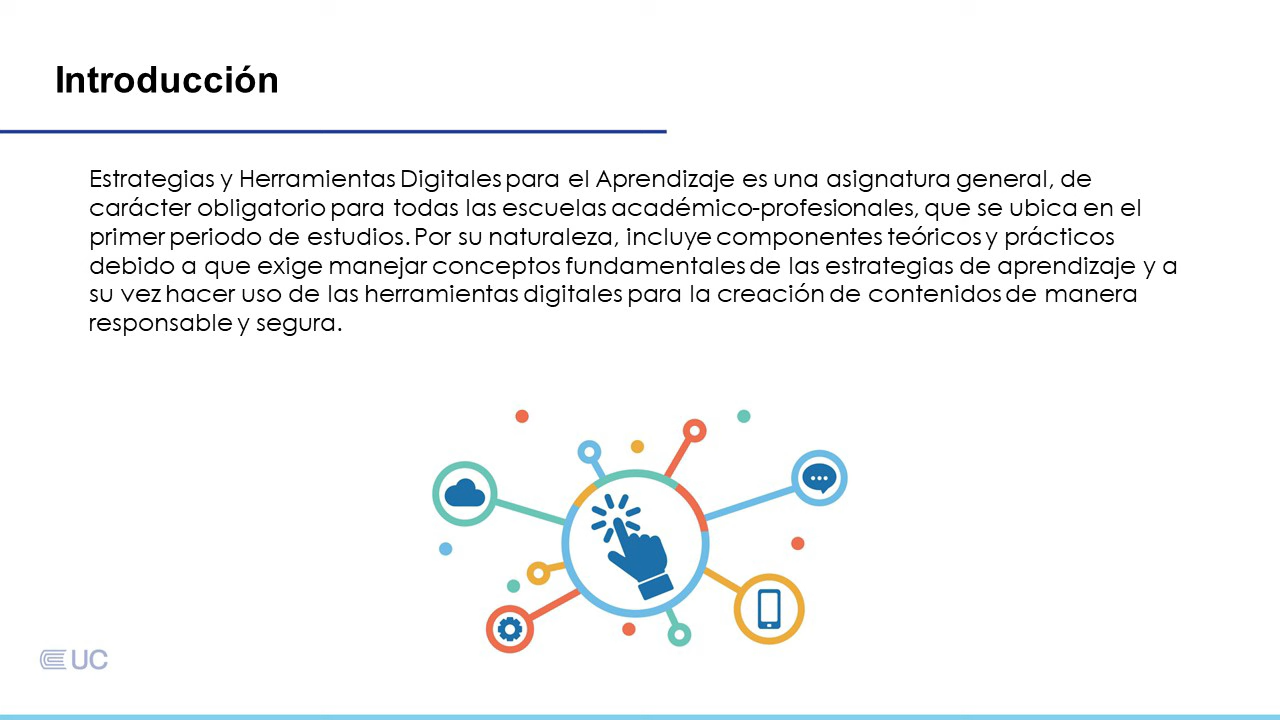 Introducción
Estrategias y Herramientas Digitales para el Aprendizaje es una asignatura general, de
carácter obligatorio para todas las escuelas académico-profesionales, que se ubica en el
primer periodo de estudios. Por su naturaleza, incluye componentes teóricos y prácticos
debido a que exige manejar conceptos fundamentales de las estrategias de aprendizaje y a
su vez hacer uso de las herramientas digitales para la creación de contenidos de manera
responsable y segura.
UC